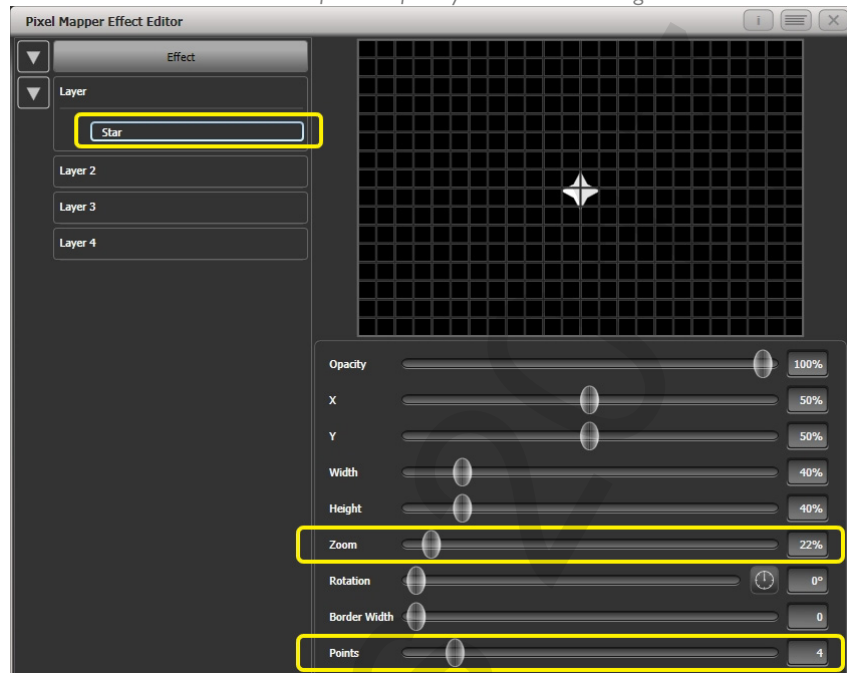 Pixel Mapper Effect Editor
Effect
Layer
Star
Layer 2
Layer 3
Layer 4
Opacity 100%
X 50%
Y 50%
Width 40%
Height 40%
Zoom 22%
Rotation 0°
Border Width 0
Points 4